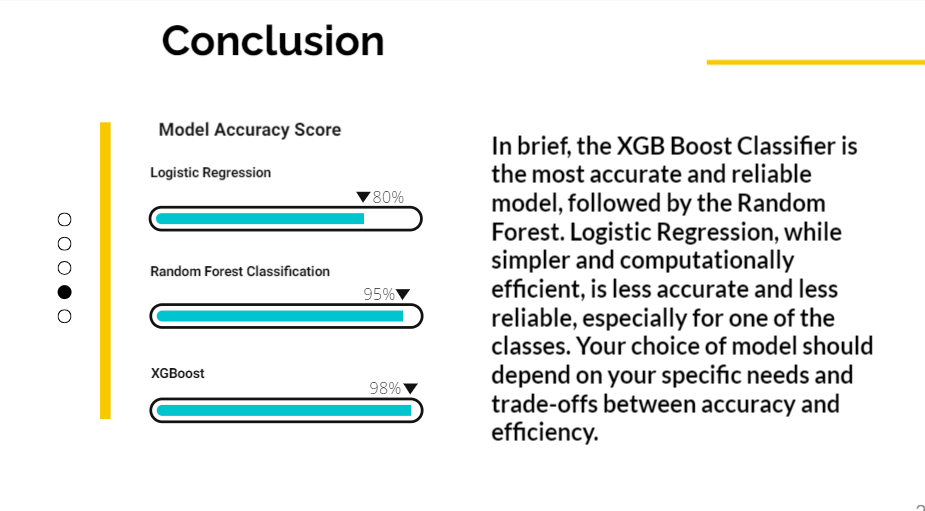 Conclusion
Model Accuracy Score
Logistic Regression
80%
Random Forest Classification
95%
XGBoost
98%
In brief, the XGB Boost Classifier is
the most accurate and reliable
model, followed by the Random
Forest. Logistic Regression, while
simpler and computationally
efficient, is less accurate and less
reliable, especially for one of the
classes. Your choice of model should
depend on your specific needs and
trade-offs between accuracy and
efficiency.